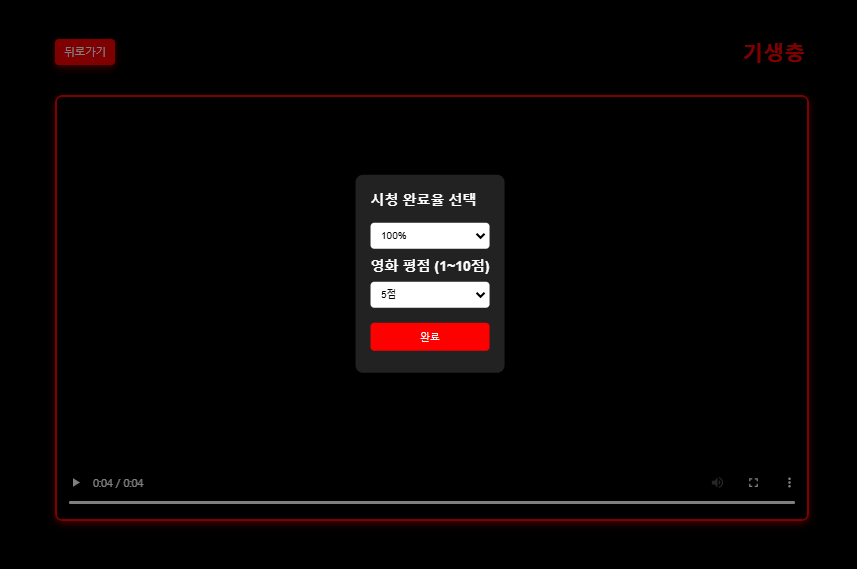 뒤로가기
기생충
시청 완료율 선택
100%
영화 평점 (1~10점)
5점
완료
0:04 / 0:04